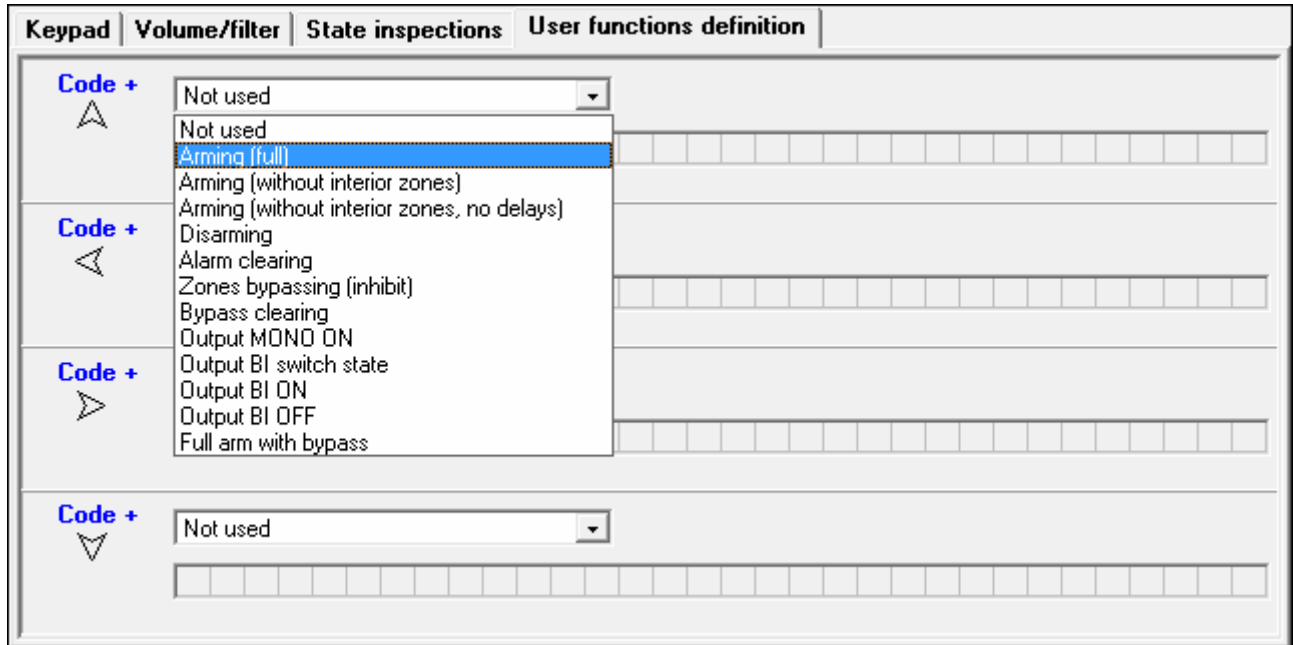 Keypad Volume/filter State inspections User functions definition
Code +
Not used
Not used
Arming (full)
Arming (without interior zones)
Arming (without interior zones, no delays)
Code +
Disarming
Alarm clearing
Zones bypassing (inhibit)
Bypass clearing
Output MONO ON
Output BI switch state
Code +
Output BI ON
Output BI OFF
Full arm with bypass
Code +
Not used